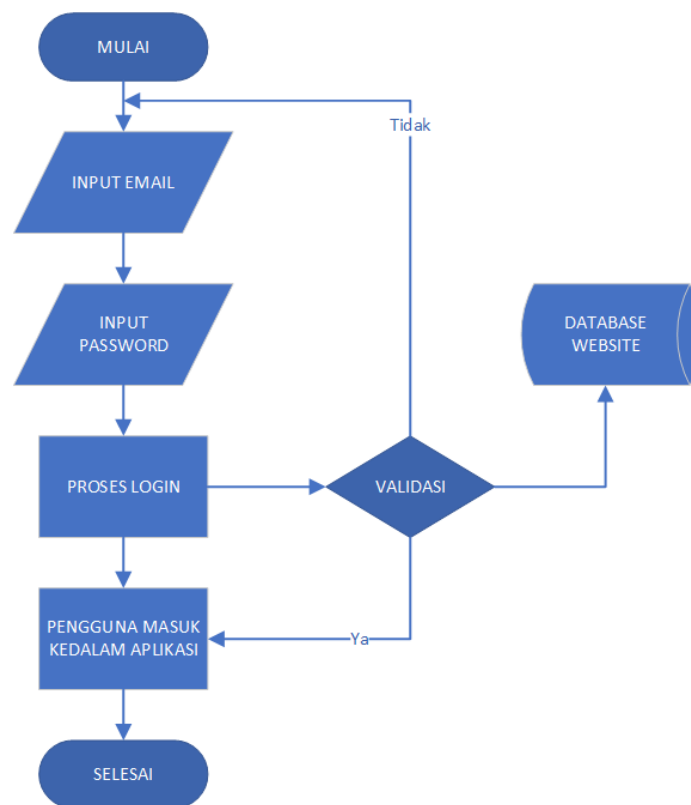 MULAI
Tidak
INPUT EMAIL
INPUT
PASSWORD
DATABASE
WEBSITE
PROSES LOGIN
VALIDASI
PENGGUNA MASUK
KEDALAM APLIKASI
Ya
SELESAI